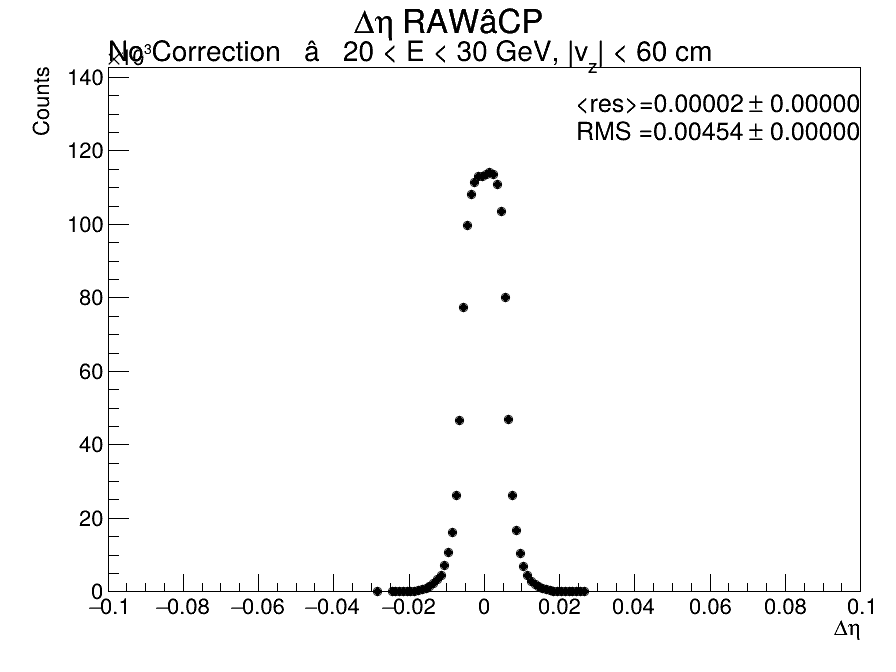 Δη RAWâCP
No Correction â 20 < E < 30 GeV, |v_z| < 60 cm
×10³
Counts
<res>=0.00002 ± 0.00000
RMS =0.00454 ± 0.00000
140
120
100
80
60
40
20
0
−0.1 −0.08 −0.06 −0.04 −0.02 0 0.02 0.04 0.06 0.08 0.1
Δη